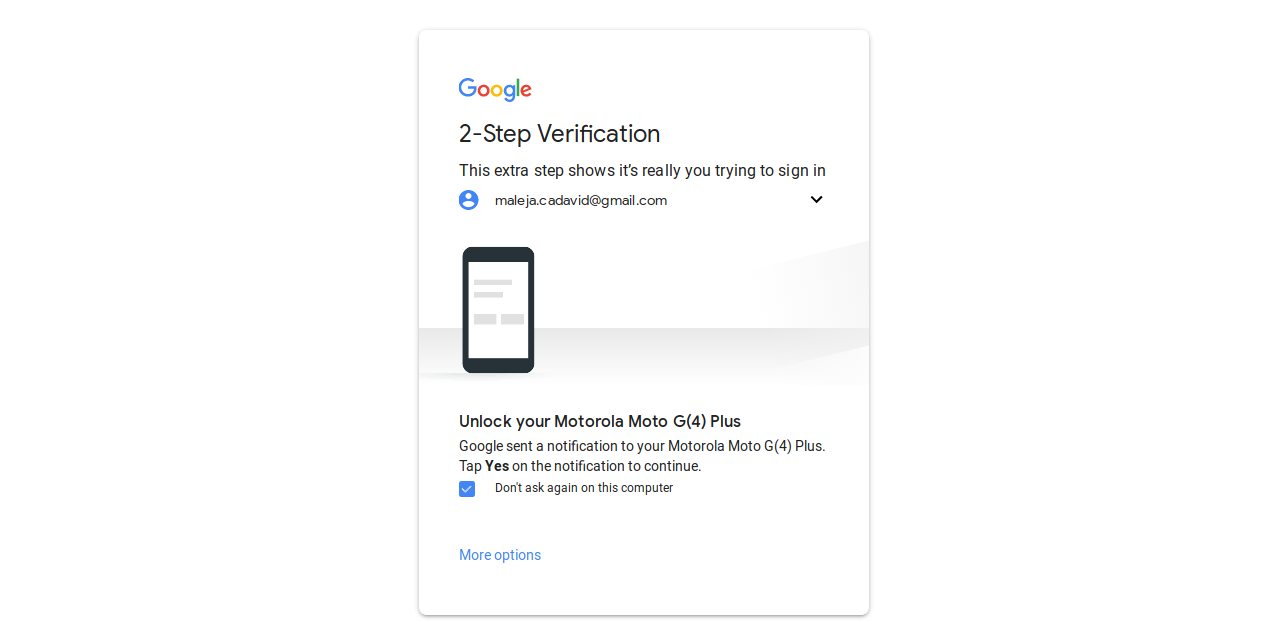 Google
2-Step Verification
This extra step shows it's really you trying to sign in
maleja.cadavid@gmail.com
Unlock your Motorola Moto G(4) Plus
Google sent a notification to your Motorola Moto G(4) Plus.
Tap Yes on the notification to continue.
Don't ask again on this computer
More options